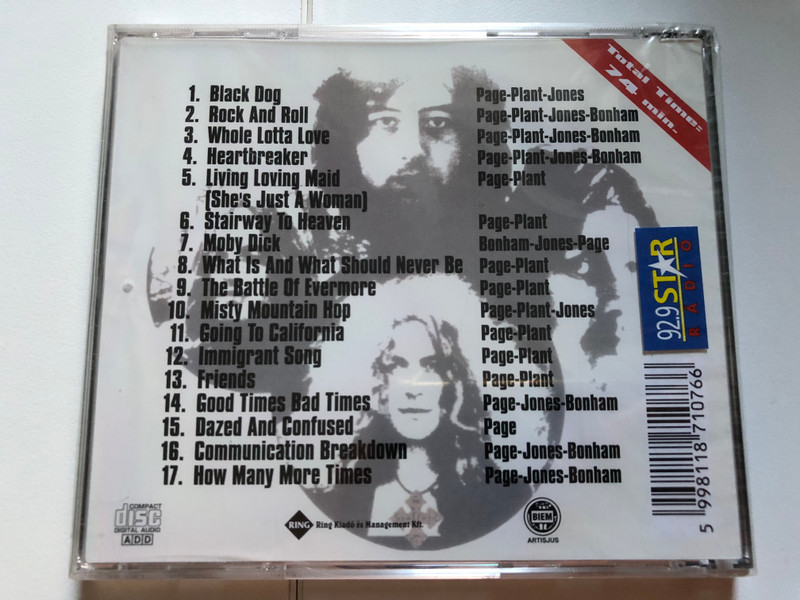 Total Time:
74 min.
1. Black Dog Page-Plant-Jones
2. Rock And Roll Page-Plant-Jones-Bonham
3. Whole Lotta Love Page-Plant-Jones-Bonham
4. Heartbreaker Page-Plant-Jones-Bonham
5. Living Loving Maid Page-Plant
(She's Just A Woman)
6. Stairway To Heaven Page-Plant
7. Moby Dick Bonham-Jones-Page
8. What Is And What Should Never Be Page-Plant
9. The Battle Of Evermore Page-Plant
10. Misty Mountain Hop Page-Plant-Jones
11. Going To California Page-Plant
12. Immigrant Song Page-Plant
13. Friends Page-Plant
14. Good Times Bad Times Page-Jones-Bonham
15. Dazed And Confused Page
16. Communication Breakdown Page-Jones-Bonham
17. How Many More Times Page-Jones-Bonham
92.9 STAR
RADIO
5 998118 710766
COMPACT
disc
DIGITAL AUDIO
ADD
RING Ring Kiadó és Management Kft.
BIEM
ARTISJUS